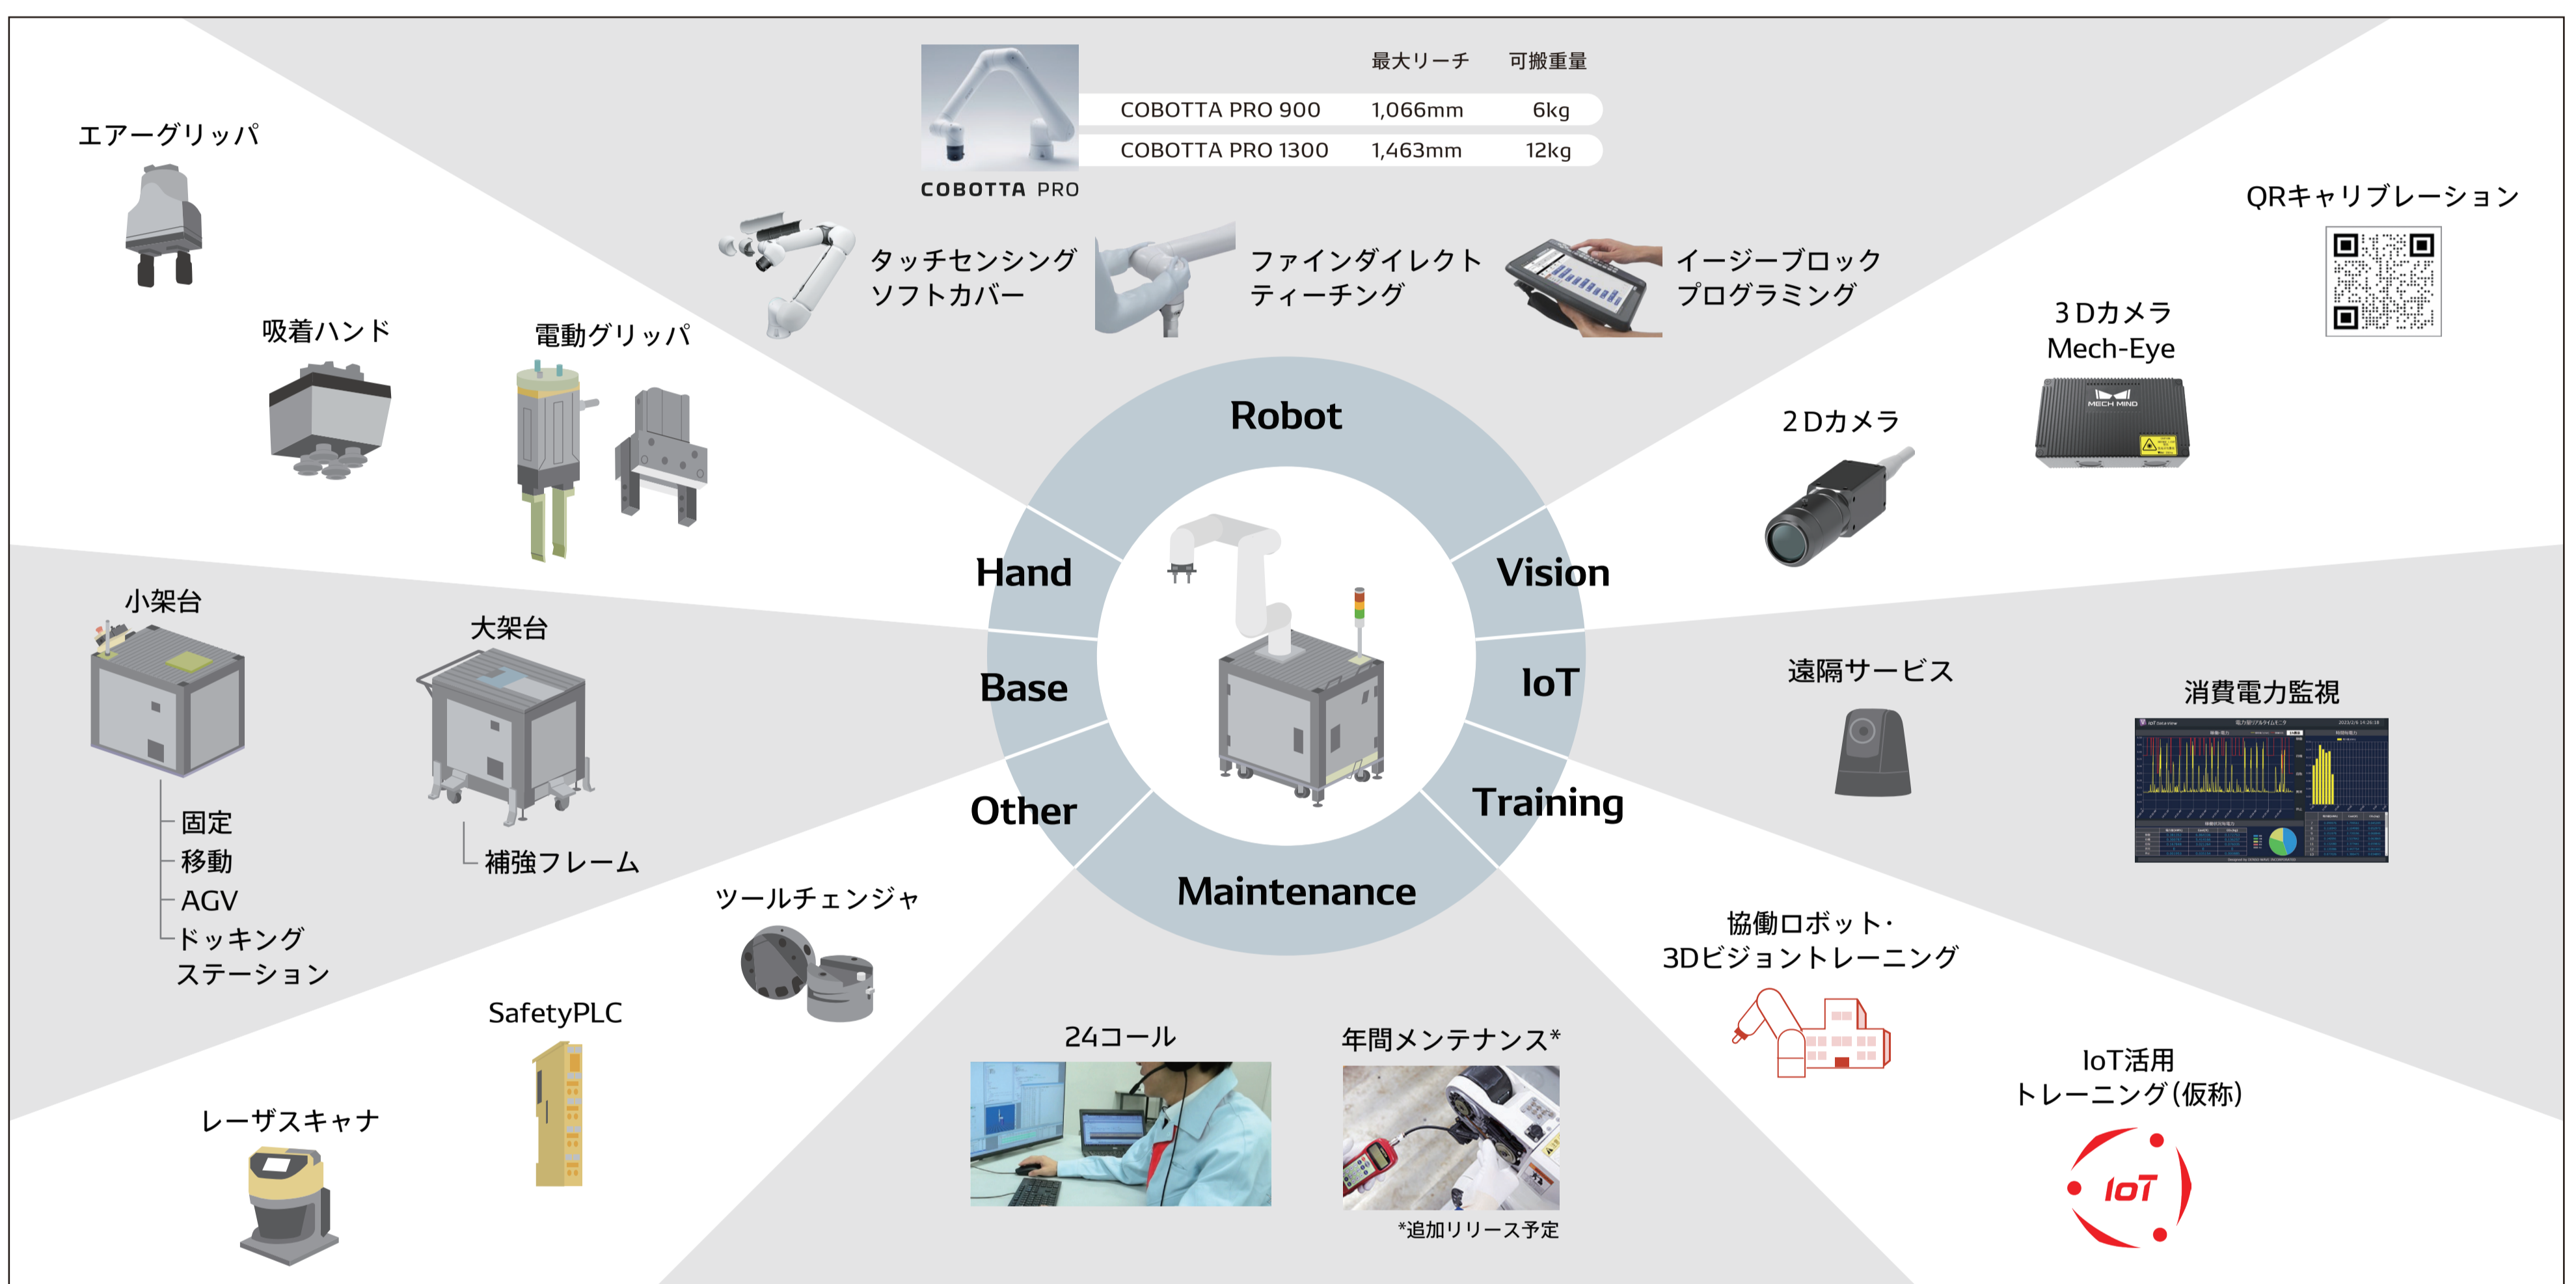 最大リーチ 可搬重量
COBOTTA PRO 900 1,066mm 6kg
COBOTTA PRO 1300 1,463mm 12kg
COBOTTA PRO
タッチセンシング
ソフトカバー
ファインダイレクト
ティーチング
イージーブロック
プログラミング
エアーグリッパ
吸着ハンド
電動グリッパ
QRキャリブレーション
3Dカメラ
Mech-Eye
MECH MIND
2Dカメラ
Robot
Hand
Vision
Base
IoT
Other
Training
Maintenance
小架台
固定
移動
AGV
ドッキング
ステーション
大架台
補強フレーム
遠隔サービス
消費電力監視
ツールチェンジャ
SafetyPLC
レーザスキャナ
24コール
年間メンテナンス*
*追加リリース予定
協働ロボット・
3Dビジョントレーニング
IoT活用
トレーニング(仮称)
IoT